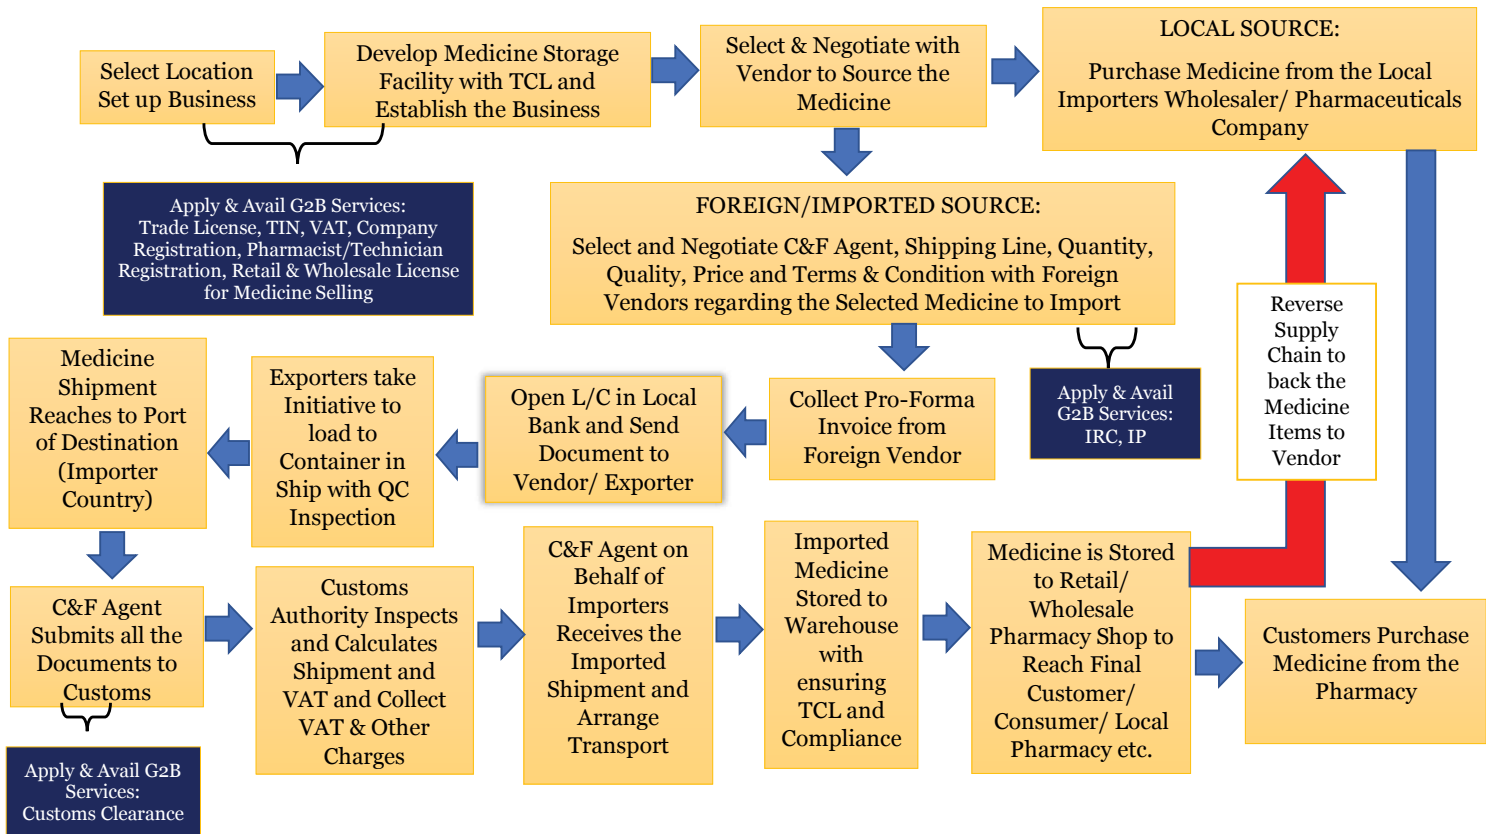 Select Location
Set up Business
Develop Medicine Storage
Facility with TCL and
Establish the Business
Select & Negotiate with
Vendor to Source the
Medicine
LOCAL SOURCE:
Purchase Medicine from the Local
Importers Wholesaler/ Pharmaceuticals
Company
Apply & Avail G2B Services:
Trade License, TIN, VAT, Company
Registration, Pharmacist/Technician
Registration, Retail & Wholesale License
for Medicine Selling
FOREIGN/IMPORTED SOURCE:
Select and Negotiate C&F Agent, Shipping Line, Quantity,
Quality, Price and Terms & Condition with Foreign
Vendors regarding the Selected Medicine to Import
Reverse
Supply
Chain to
back the
Medicine
Items to
Vendor
Apply & Avail
G2B Services:
IRC, IP
Collect Pro-Forma
Invoice from
Foreign Vendor
Open L/C in Local
Bank and Send
Document to
Vendor/ Exporter
Exporters take
Initiative to
load to
Container in
Ship with QC
Inspection
Medicine
Shipment
Reaches to Port
of Destination
(Importer
Country)
C&F Agent
Submits all the
Documents to
Customs
Apply & Avail G2B
Services:
Customs Clearance
Customs
Authority Inspects
and Calculates
Shipment and
VAT and Collect
VAT & Other
Charges
C&F Agent on
Behalf of
Importers
Receives the
Imported
Shipment and
Arrange
Transport
Imported
Medicine
Stored to
Warehouse
with
ensuring
TCL and
Compliance
Medicine is Stored
to Retail/
Wholesale
Pharmacy Shop to
Reach Final
Customer/
Consumer/ Local
Pharmacy etc.
Customers Purchase
Medicine from the
Pharmacy